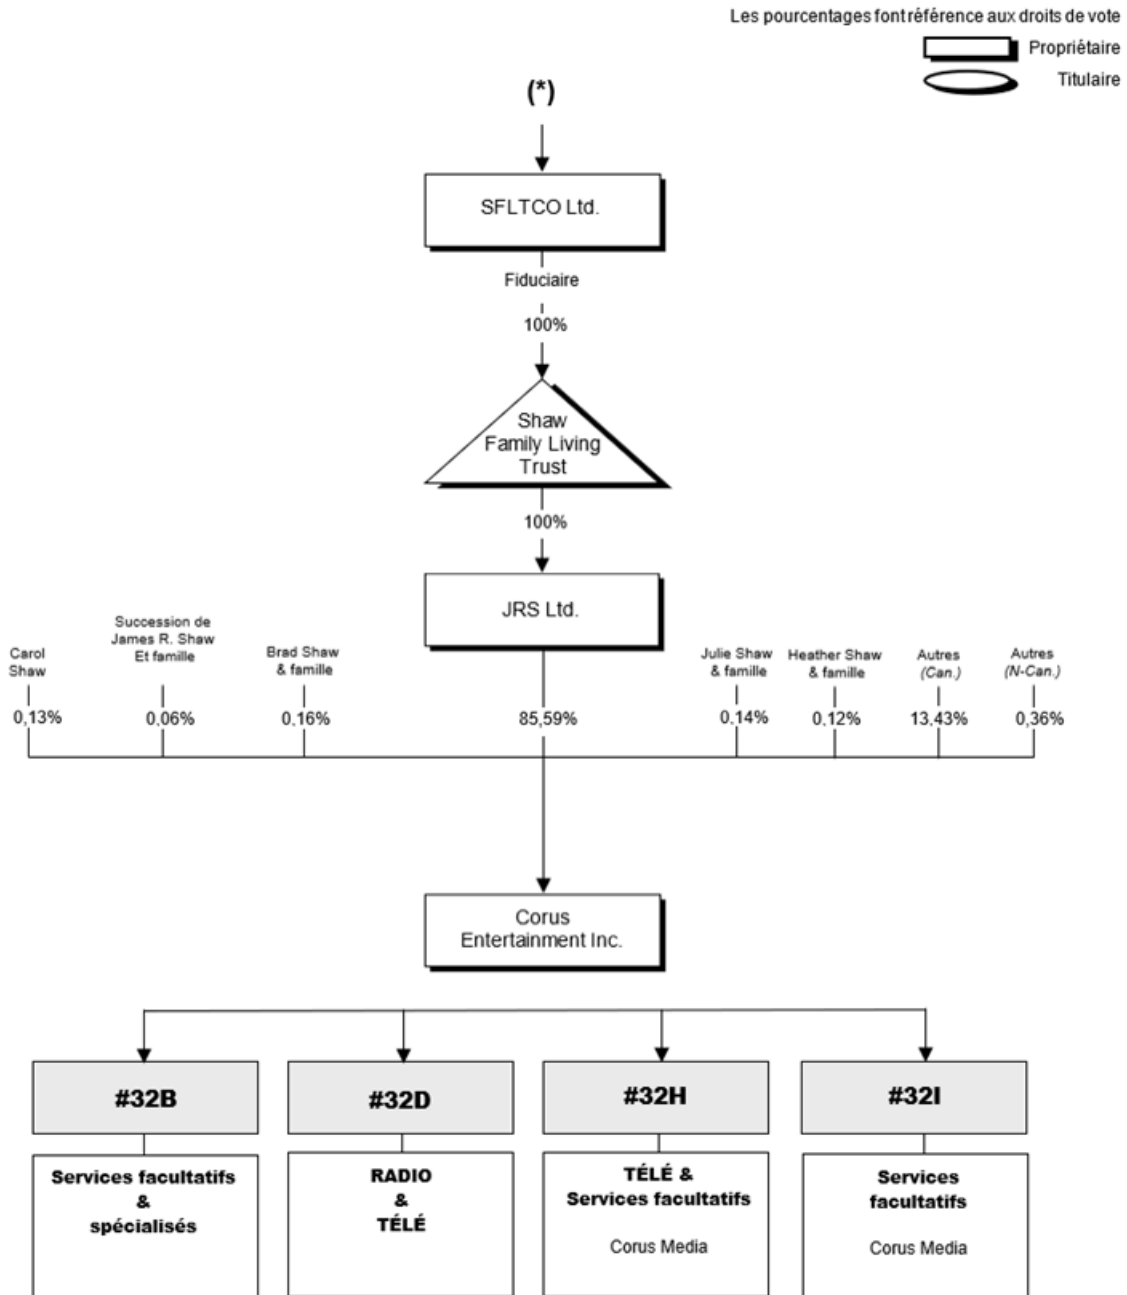 Les pourcentages font référence aux droits de vote
Propriétaire
Titulaire
(*)
SFLTCO Ltd.
Fiduciaire
100%
Shaw
Family Living
Trust
100%
JRS Ltd.
Carol
Shaw
0,13%
Succession de
James R. Shaw
Et famille
0,06%
Brad Shaw
& famille
0,16%
85,59%
Julie Shaw
& famille
0,14%
Heather Shaw
& famille
0,12%
Autres
(Can.)
13,43%
Autres
(N-Can.)
0,36%
Corus
Entertainment Inc.
#32B
Services facultatifs
&
spécialisés
#32D
RADIO
&
TÉLÉ
#32H
TÉLÉ &
Services facultatifs
Corus Media
#32I
Services
facultatifs
Corus Media